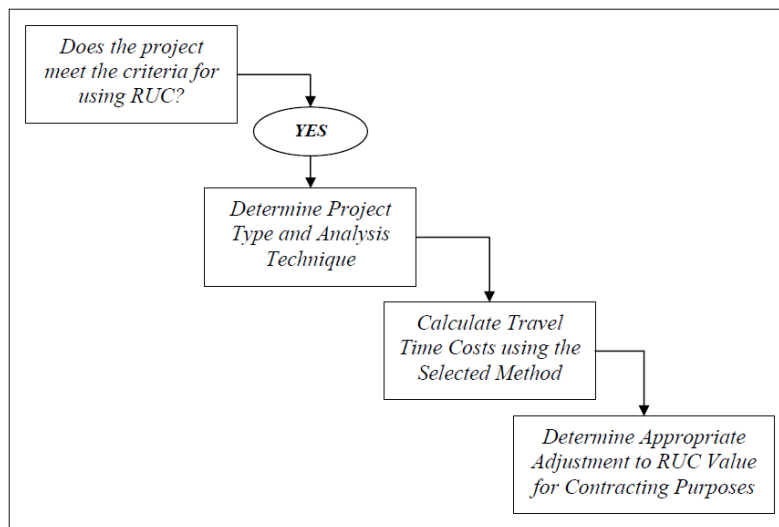 Does the project
meet the criteria for
using RUC?
YES
Determine Project
Type and Analysis
Technique
Calculate Travel
Time Costs using the
Selected Method
Determine Appropriate
Adjustment to RUC Value
for Contracting Purposes